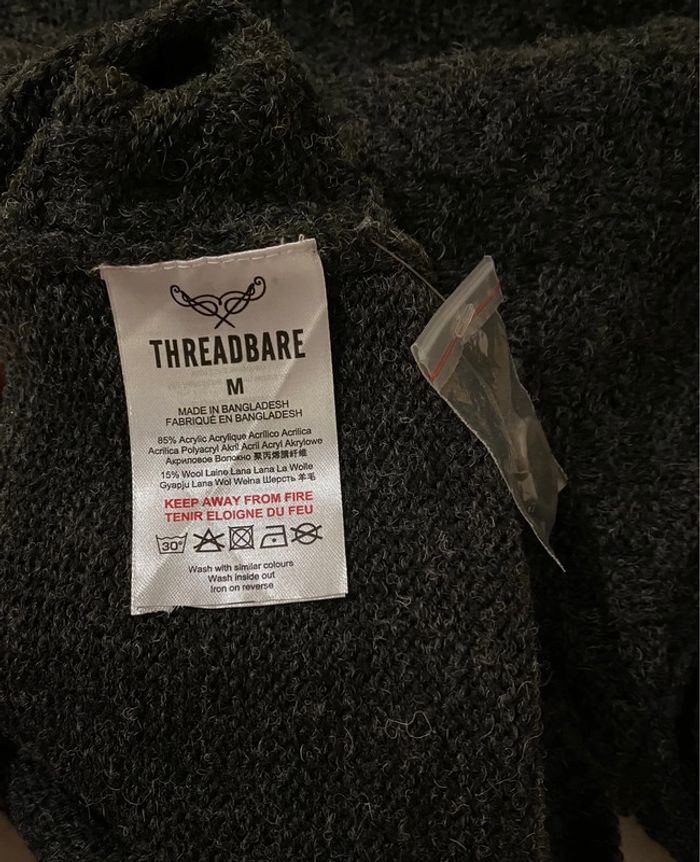 THREADBARE
M
MADE IN BANGLADESH
FABRIQUÉ EN BANGLADESH
85% Acrylic Acrylique Acrílico Acrilica
Acrilica Polyacryl Akril Acril Acryl Akrylowe
Акриловое Волокно 聚丙烯腈纤维
15% Wool Laine Lana Lana La Wolle
Gyapju Lana Wol Welna Шерсть 羊毛
KEEP AWAY FROM FIRE
TENIR ELOIGNE DU FEU
30°
Wash with similar colours
Wash inside out
Iron on reverse